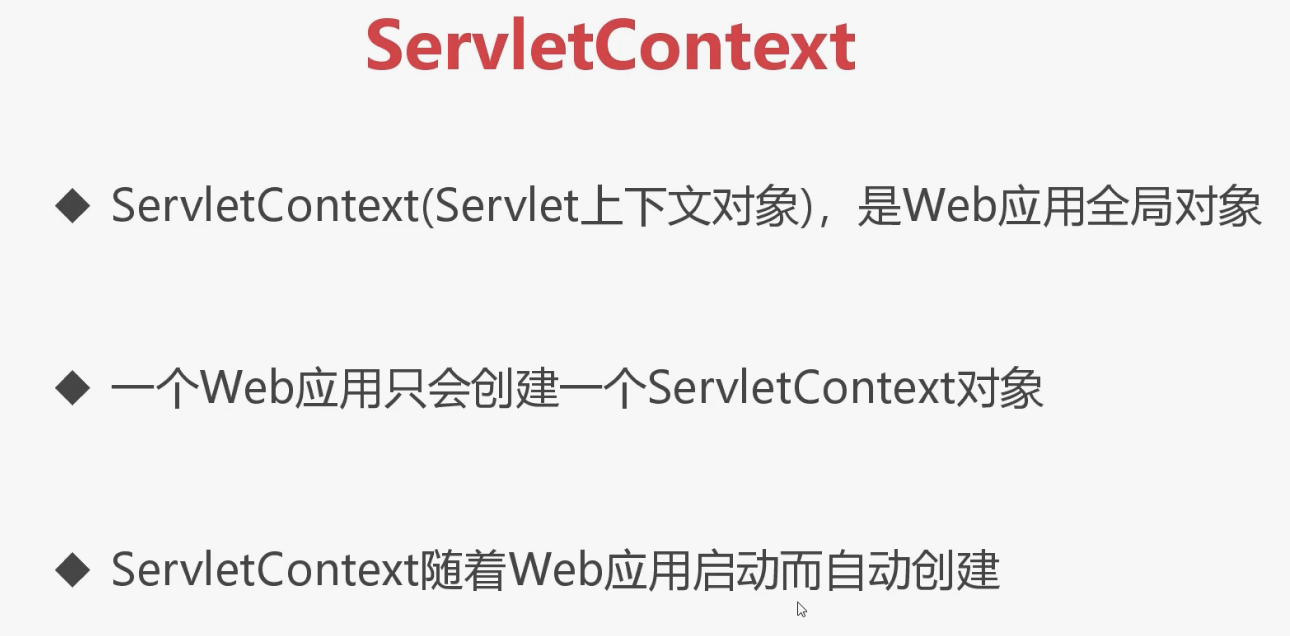 ServletContext
◆ ServletContext(Servlet上下文对象)，是Web应用全局对象
◆ 一个Web应用只会创建一个ServletContext对象
◆ ServletContext随着Web应用启动而自动创建